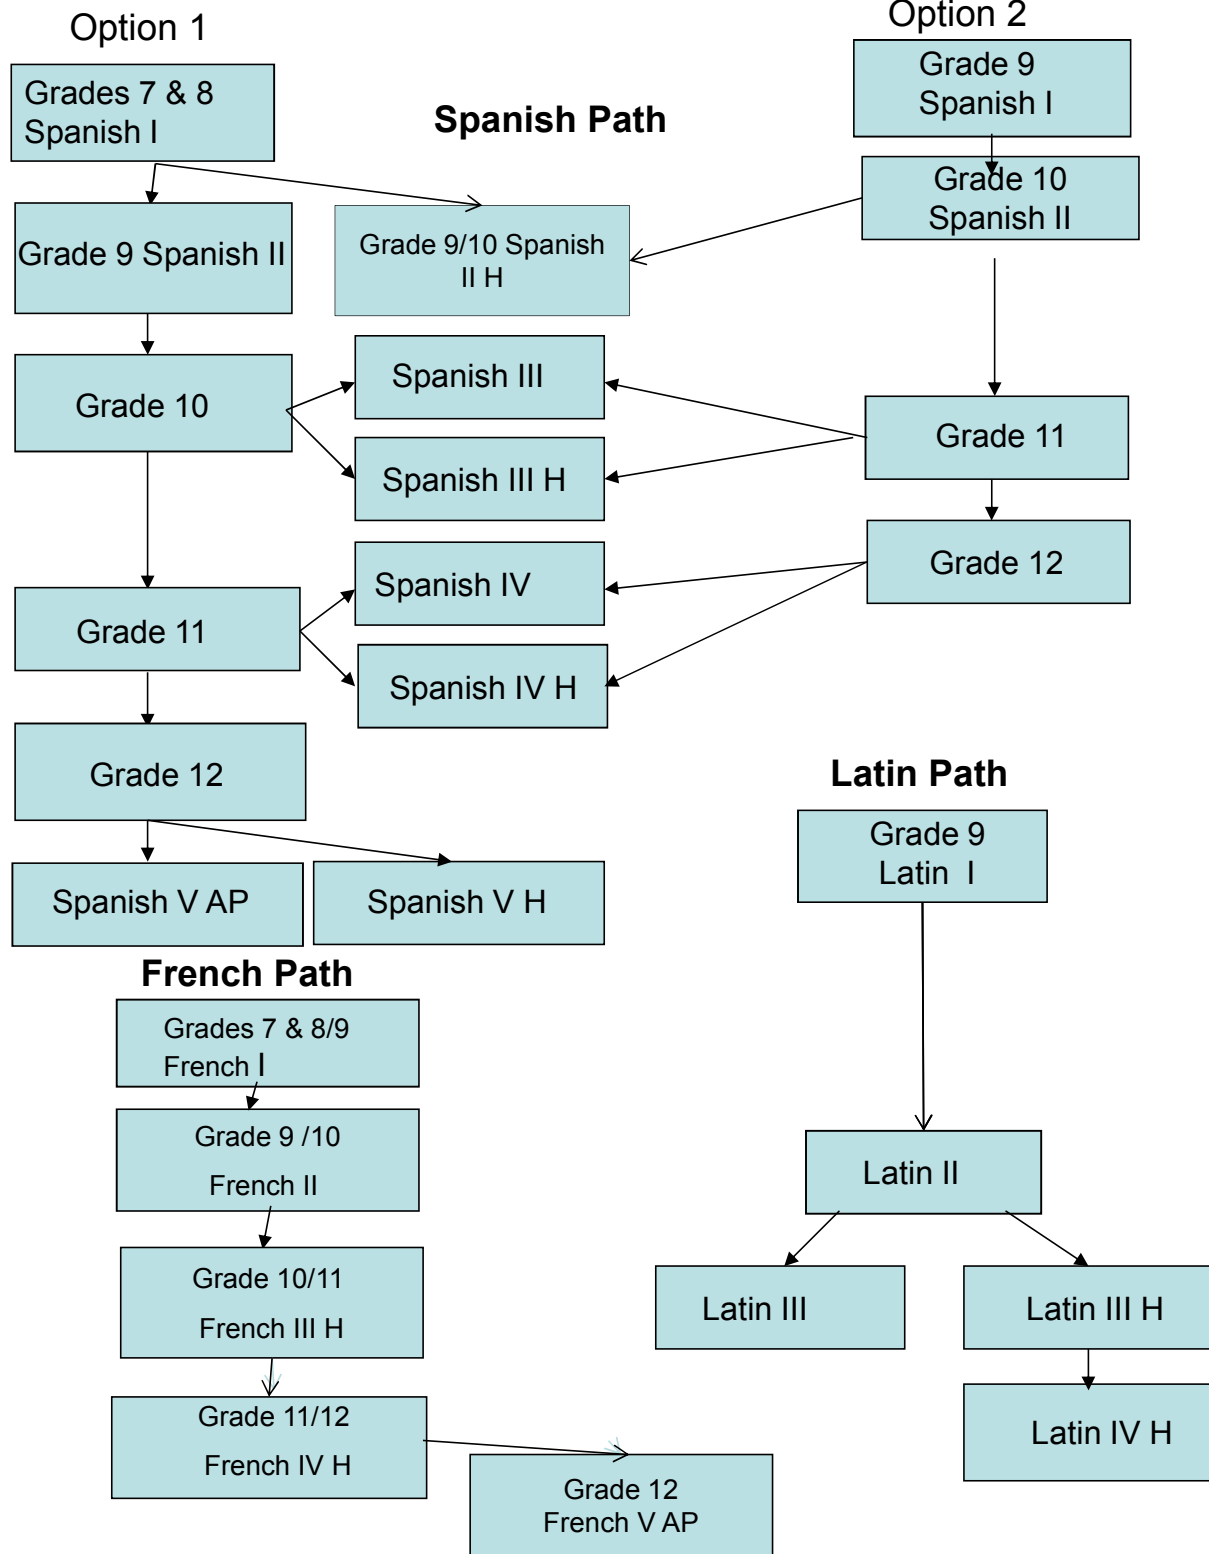 Option 1
Option 2
Grades 7 & 8
Spanish I
Spanish Path
Grade 9
Spanish I
Grade 10
Spanish II
Grade 9 Spanish II
Grade 9/10 Spanish
II H
Grade 10
Spanish III
Spanish III H
Grade 11
Grade 12
Spanish IV
Grade 11
Spanish IV H
Grade 12
Spanish V AP
Spanish V H
Latin Path
Grade 9
Latin I
Latin II
Latin III
Latin III H
Latin IV H
French Path
Grades 7 & 8/9
French I
Grade 9 /10
French II
Grade 10/11
French III H
Grade 11/12
French IV H
Grade 12
French V AP